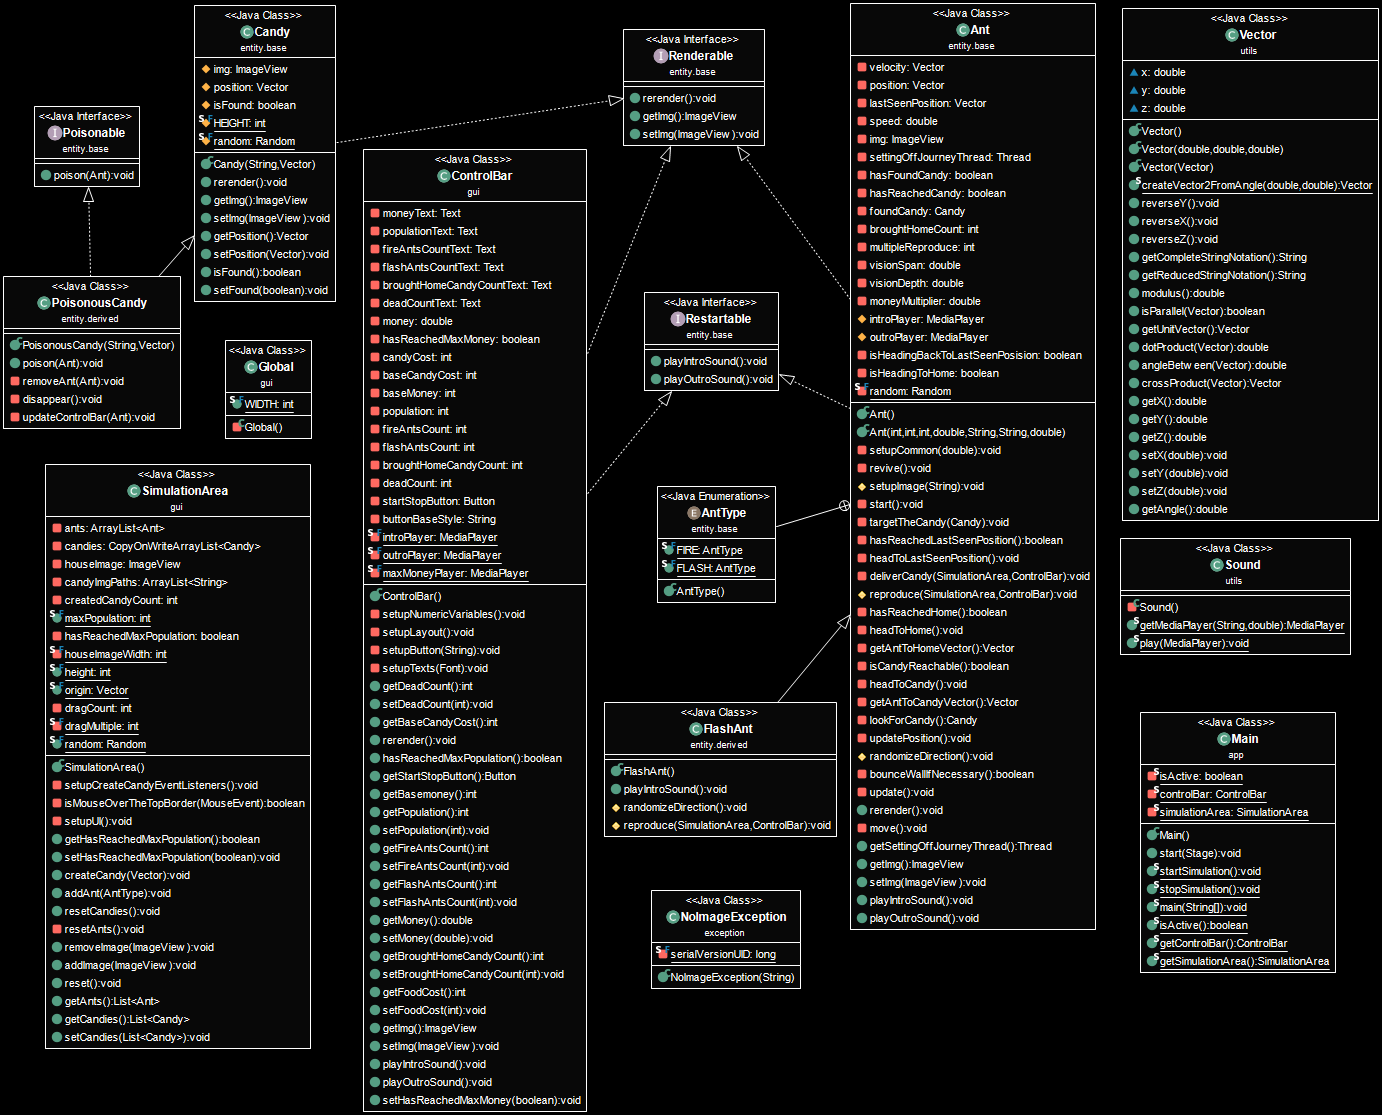 <<Java Class>>
Candy
entity.base
img: ImageView
position: Vector
isFound: boolean
HEIGHT: int
random: Random
Candy(String,Vector)
rerender():void
getImg():ImageView
setImg(ImageView):void
getPosition():Vector
setPosition(Vector):void
isFound():boolean
setFound(boolean):void
<<Java Interface>>
Poisonable
entity.base
poison(Ant):void
<<Java Class>>
PoisonousCandy
entity.derived
PoisonousCandy(String,Vector)
poison(Ant):void
removeAnt(Ant):void
disappear():void
updateControlBar(Ant):void
<<Java Class>>
Global
gui
WIDTH: int
Global()
<<Java Class>>
SimulationArea
gui
ants: ArrayList<Ant>
candies: CopyOnWriteArrayList<Candy>
houseImage: ImageView
candyImgPaths: ArrayList<String>
createdCandyCount: int
maxPopulation: int
hasReachedMaxPopulation: boolean
houseImageWidth: int
height: int
origin: Vector
dragCount: int
dragMultiple: int
random: Random
SimulationArea()
setupCreateCandyEventListeners():void
isMouseOverTheTopBorder(MouseEvent):boolean
setupUI():void
getHasReachedMaxPopulation():boolean
setHasReachedMaxPopulation(boolean):void
createCandy(Vector):void
addAnt(AntType):void
resetCandies():void
resetAnts():void
removeImage(ImageView):void
addImage(ImageView):void
reset():void
getAnts():List<Ant>
getCandies():List<Candy>
setCandies(List<Candy>):void
<<Java Class>>
ControlBar
gui
moneyText: Text
populationText: Text
fireAntsCountText: Text
flashAntsCountText: Text
broughtHomeCandyCountText: Text
deadCountText: Text
money: double
hasReachedMaxMoney: boolean
candyCost: int
baseCandyCost: int
baseMoney: int
population: int
fireAntsCount: int
flashAntsCount: int
broughtHomeCandyCount: int
deadCount: int
startStopButton: Button
buttonBaseStyle: String
introPlayer: MediaPlayer
outroPlayer: MediaPlayer
maxMoneyPlayer: MediaPlayer
ControlBar()
setupNumericVariables():void
setupLayout():void
setupButton(String):void
setupTexts(Font):void
getDeadCount():int
setDeadCount(int):void
getBaseCandyCost():int
rerender():void
hasReachedMaxPopulation():boolean
getStartStopButton():Button
getBasemoney():int
getPopulation():int
setPopulation(int):void
getFireAntsCount():int
setFireAntsCount(int):void
getFlashAntsCount():int
setFlashAntsCount(int):void
getMoney():double
setMoney(double):void
getBroughtHomeCandyCount():int
setBroughtHomeCandyCount(int):void
getFoodCost():int
setFoodCost(int):void
getImg():ImageView
setImg(ImageView):void
playIntroSound():void
playOutroSound():void
setHasReachedMaxMoney(boolean):void
<<Java Interface>>
Renderable
entity.base
rerender():void
getImg():ImageView
setImg(ImageView):void
<<Java Interface>>
Restartable
entity.base
playIntroSound():void
playOutroSound():void
<<Java Enumeration>>
AntType
entity.base
FIRE: AntType
FLASH: AntType
AntType()
<<Java Class>>
FlashAnt
entity.derived
FlashAnt()
playIntroSound():void
randomizeDirection():void
reproduce(SimulationArea,ControlBar):void
<<Java Class>>
NoImageException
exception
serialVersionUID: long
NoImageException(String)
<<Java Class>>
Ant
entity.base
velocity: Vector
position: Vector
lastSeenPosition: Vector
speed: double
img: ImageView
settingOffJourneyThread: Thread
hasFoundCandy: boolean
hasReachedCandy: boolean
foundCandy: Candy
broughtHomeCount: int
multipleReproduce: int
visionSpan: double
visionDepth: double
moneyMultiplier: double
introPlayer: MediaPlayer
outroPlayer: MediaPlayer
isHeadingBackToLastSeenPosision: boolean
isHeadingToHome: boolean
random: Random
Ant()
Ant(int,int,int,double,String,String,double)
setupCommon(double):void
revive():void
setupImage(String):void
start():void
targetTheCandy(Candy):void
hasReachedLastSeenPosition():boolean
headToLastSeenPosition():void
deliverCandy(SimulationArea,ControlBar):void
reproduce(SimulationArea,ControlBar):void
hasReachedHome():boolean
headToHome():void
getAntToHomeVector():Vector
isCandyReachable():boolean
headToCandy():void
getAntToCandyVector():Vector
lookForCandy():Candy
updatePosition():void
randomizeDirection():void
bounceWallIfNecessary():boolean
update():void
rerender():void
move():void
getSettingOffJourneyThread():Thread
getImg():ImageView
setImg(ImageView):void
playIntroSound():void
playOutroSound():void
<<Java Class>>
Vector
utils
x: double
y: double
z: double
Vector()
Vector(double,double,double)
Vector(Vector)
createVector2FromAngle(double,double):Vector
reverseY():void
reverseX():void
reverseZ():void
getCompleteStringNotation():String
getReducedStringNotation():String
modulus():double
isParallel(Vector):boolean
getUnitVector():Vector
dotProduct(Vector):double
angleBetween(Vector):double
crossProduct(Vector):Vector
getX():double
getY():double
getZ():double
setX(double):void
setY(double):void
setZ(double):void
getAngle():double
<<Java Class>>
Sound
utils
Sound()
getMediaPlayer(String,double):MediaPlayer
play(MediaPlayer):void
<<Java Class>>
Main
app
isActive: boolean
controlBar: ControlBar
simulationArea: SimulationArea
Main()
start(Stage):void
startSimulation():void
stopSimulation():void
main(String[]):void
isActive():boolean
getControlBar():ControlBar
getSimulationArea():SimulationArea